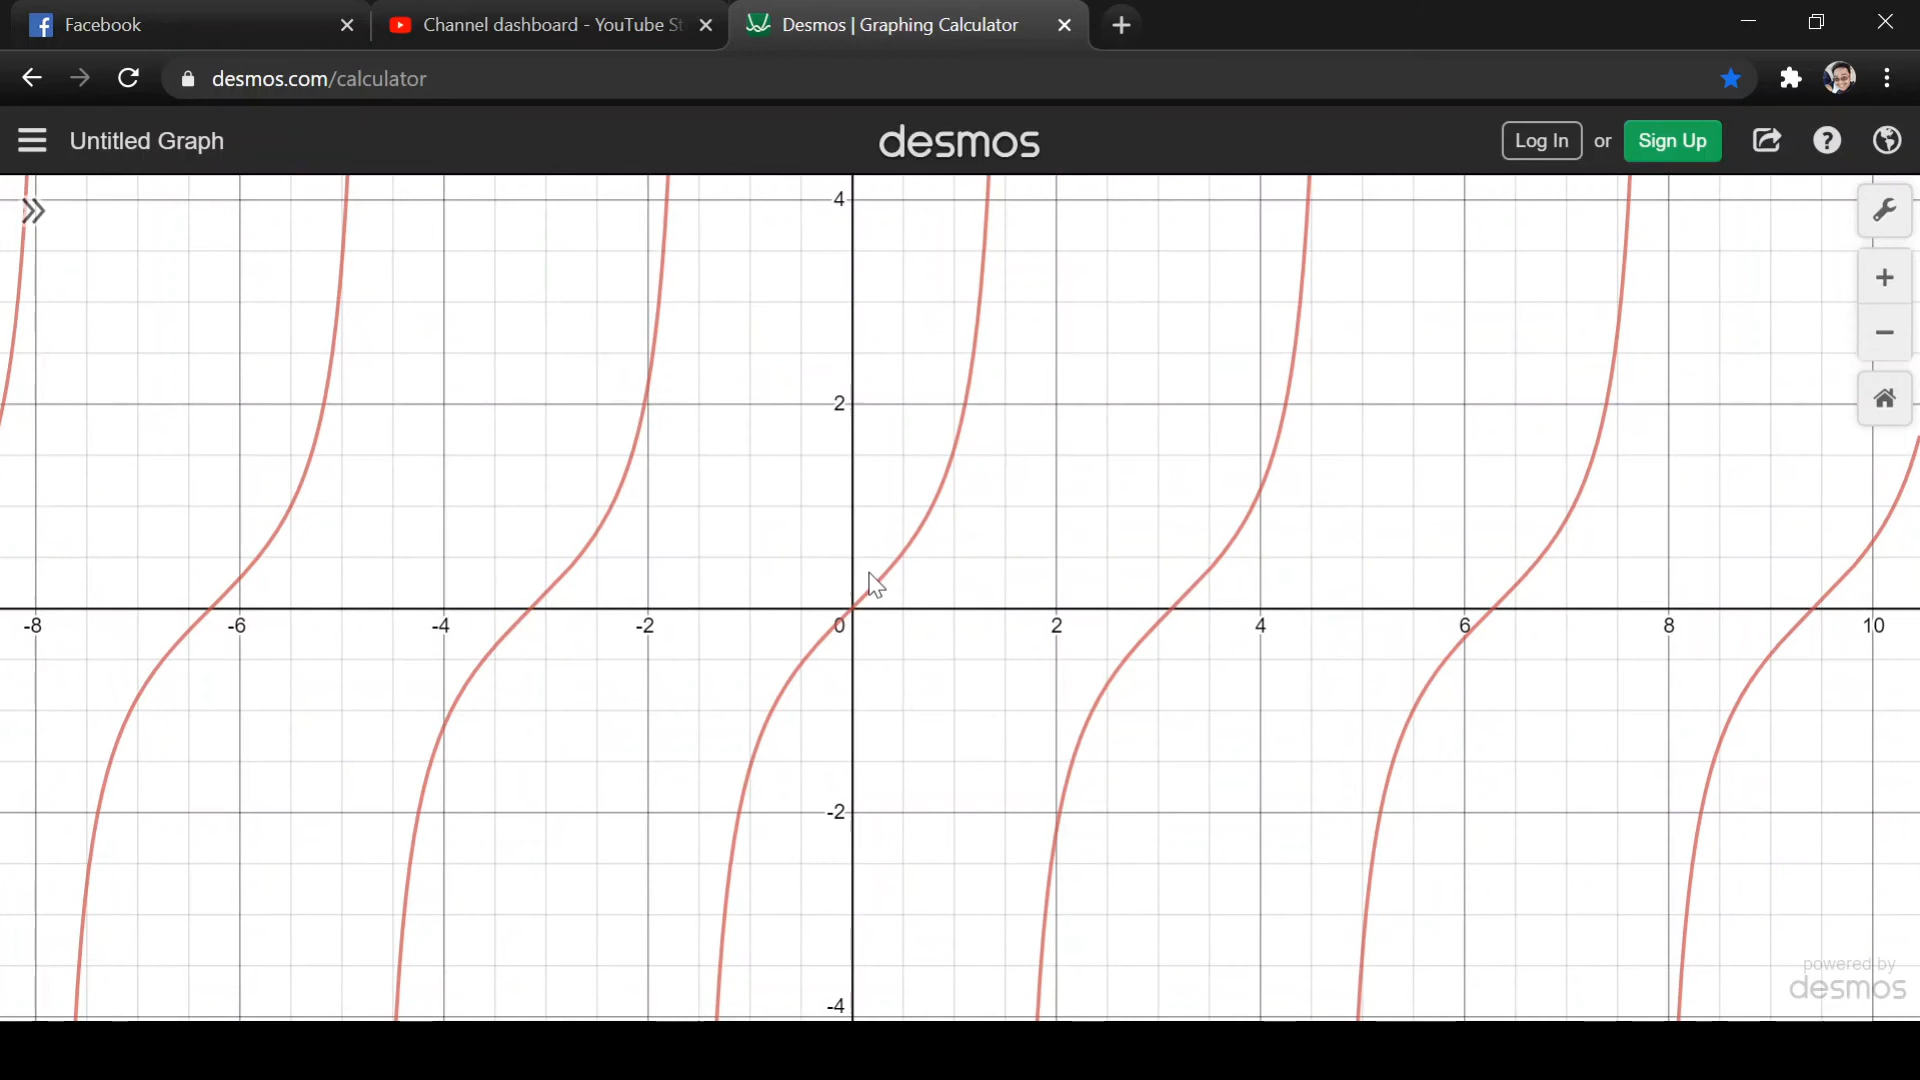 Facebook
Channel dashboard - YouTube St
Desmos | Graphing Calculator
desmos.com/calculator
Untitled Graph
desmos
Log In or Sign Up
4
2
-8 -6 -4 -2 0 2 4 6 8 10
-2
-4
powered by
desmos